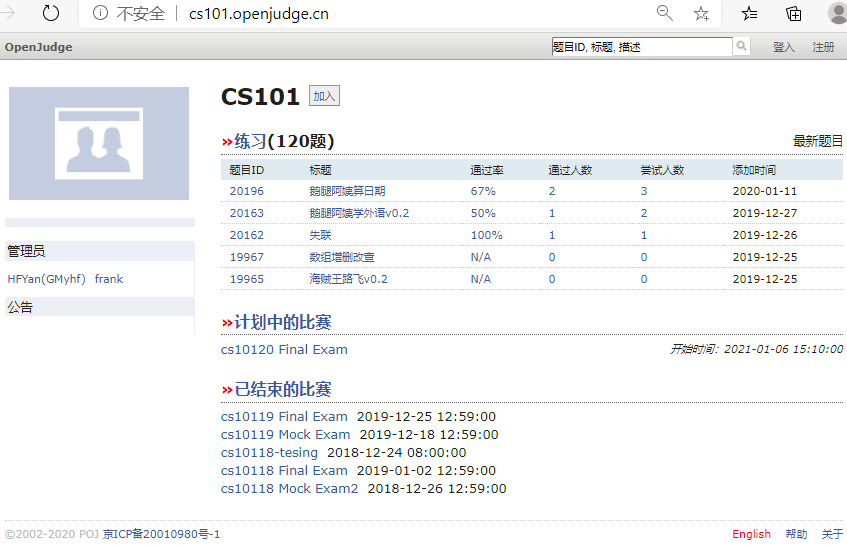 不安全 cs101.openjudge.cn
OpenJudge 题目ID, 标题, 描述 登入 注册
CS101 加入
»练习(120题) 最新题目
题目ID 标题 通过率 通过人数 尝试人数 添加时间
20196 鹅腿阿姨算日期 67% 2 3 2020-01-11
20163 鹅腿阿姨学外语v0.2 50% 1 2 2019-12-27
20162 失联 100% 1 1 2019-12-26
19967 数组增删改查 N/A 0 0 2019-12-25
19965 海贼王路飞v0.2 N/A 0 0 2019-12-25
管理员
HFYan(GMyhf) frank
公告
»计划中的比赛
cs10120 Final Exam 开始时间: 2021-01-06 15:10:00
»已结束的比赛
cs10119 Final Exam 2019-12-25 12:59:00
cs10119 Mock Exam 2019-12-18 12:59:00
cs10118-tesing 2018-12-24 08:00:00
cs10118 Final Exam 2019-01-02 12:59:00
cs10118 Mock Exam2 2018-12-26 12:59:00
©2002-2020 POJ 京ICP备20010980号-1 English 帮助 关于